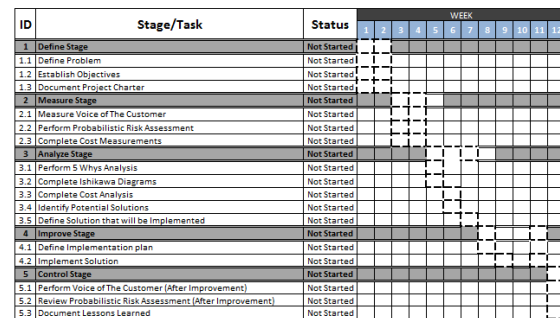 WEEK
ID Stage/Task Status 1 2 3 4 5 6 7 8 9 10 11 12
1 Define Stage Not Started
1.1 Define Problem Not Started
1.2 Establish Objectives Not Started
1.3 Document Project Charter Not Started
2 Measure Stage Not Started
2.1 Measure Voice of The Customer Not Started
2.2 Perform Probabilistic Risk Assessment Not Started
2.3 Complete Cost Measurements Not Started
3 Analyze Stage Not Started
3.1 Perform 5 Whys Analysis Not Started
3.2 Complete Ishikawa Diagrams Not Started
3.3 Complete Cost Analysis Not Started
3.4 Identify Potential Solutions Not Started
3.5 Define Solution that will be Implemented Not Started
4 Improve Stage Not Started
4.1 Define Implementation plan Not Started
4.2 Implement Solution Not Started
5 Control Stage Not Started
5.1 Perform Voice of The Customer (After Improvement) Not Started
5.2 Review Probabilistic Risk Assessment (After Improvement) Not Started
5.3 Document Lessons Learned Not Started